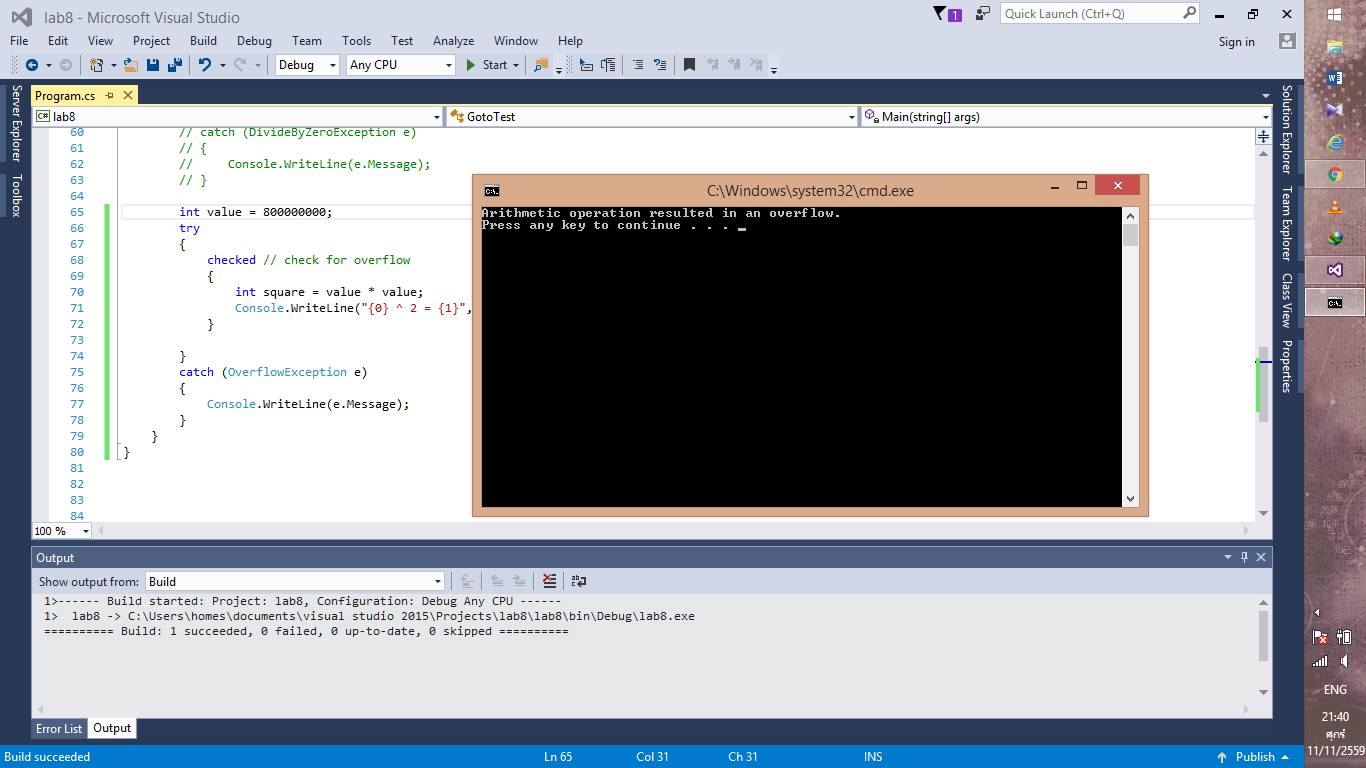 lab8 - Microsoft Visual Studio
1
Quick Launch (Ctrl+Q)
File Edit View Project Build Debug Team Tools Test Analyze Window Help
Sign in
Debug Any CPU Start
Server Explorer
Toolbox
Program.cs
C# lab8 GotoTest Main(string[] args)
60 // catch (DivideByZeroException e)
61 // {
62 // Console.WriteLine(e.Message);
63 // }
64
65 int value = 800000000;
66 try
67 {
68 checked // check for overflow
69 {
70 int square = value * value;
71 Console.WriteLine("{0} ^ 2 = {1}",
72 }
73
74 }
75 catch (OverflowException e)
76 {
77 Console.WriteLine(e.Message);
78 }
79 }
80 }
81
82
83
84
100 %
C:\Windows\system32\cmd.exe
Arithmetic operation resulted in an overflow.
Press any key to continue . . . _
Solution Explorer
Team Explorer
Class View
Properties
Output
Show output from: Build
1>------ Build started: Project: lab8, Configuration: Debug Any CPU ------
1> lab8 -> C:\Users\homes\documents\visual studio 2015\Projects\lab8\lab8\bin\Debug\lab8.exe
========== Build: 1 succeeded, 0 failed, 0 up-to-date, 0 skipped ==========
Error List Output
Build succeeded Ln 65 Col 31 Ch 31 INS Publish
ENG
21:40
ศุกร์
11/11/2559